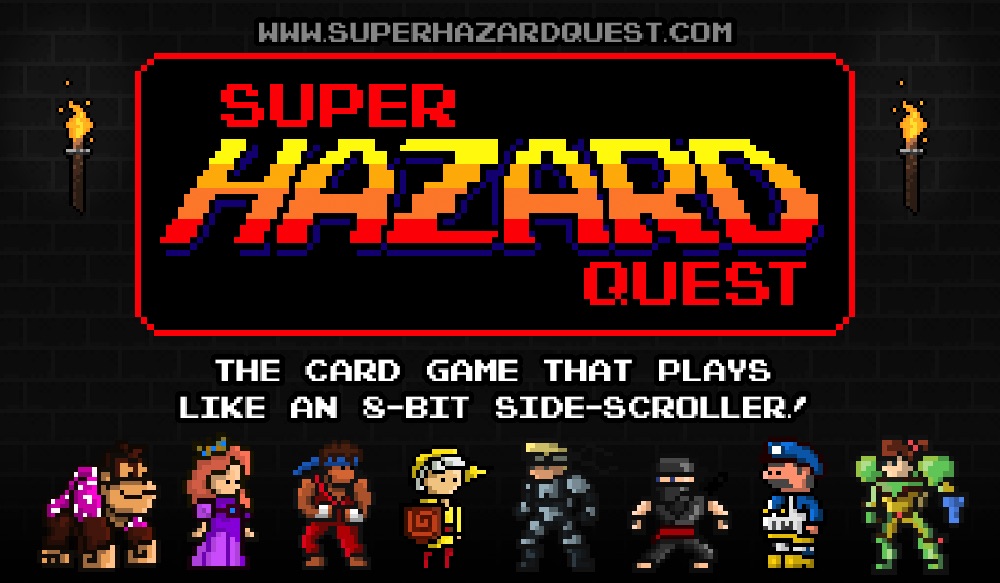 WWW.SUPERHAZARDQUEST.COM
SUPER
HAZARD
QUEST
THE CARD GAME THAT PLAYS
LIKE AN 8-BIT SIDE-SCROLLER!